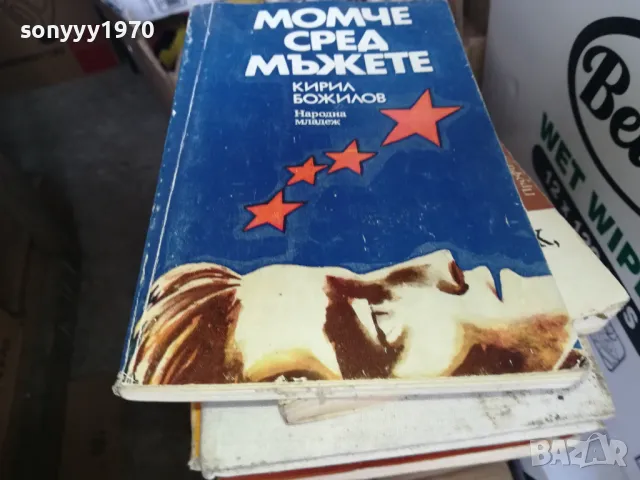 sonyyy1970
МОМЧЕ
СРЕД
МЪЖЕТЕ
КИРИЛ
БОЖИЛОВ
Народна
младеж
WET WIPE
BAZAR